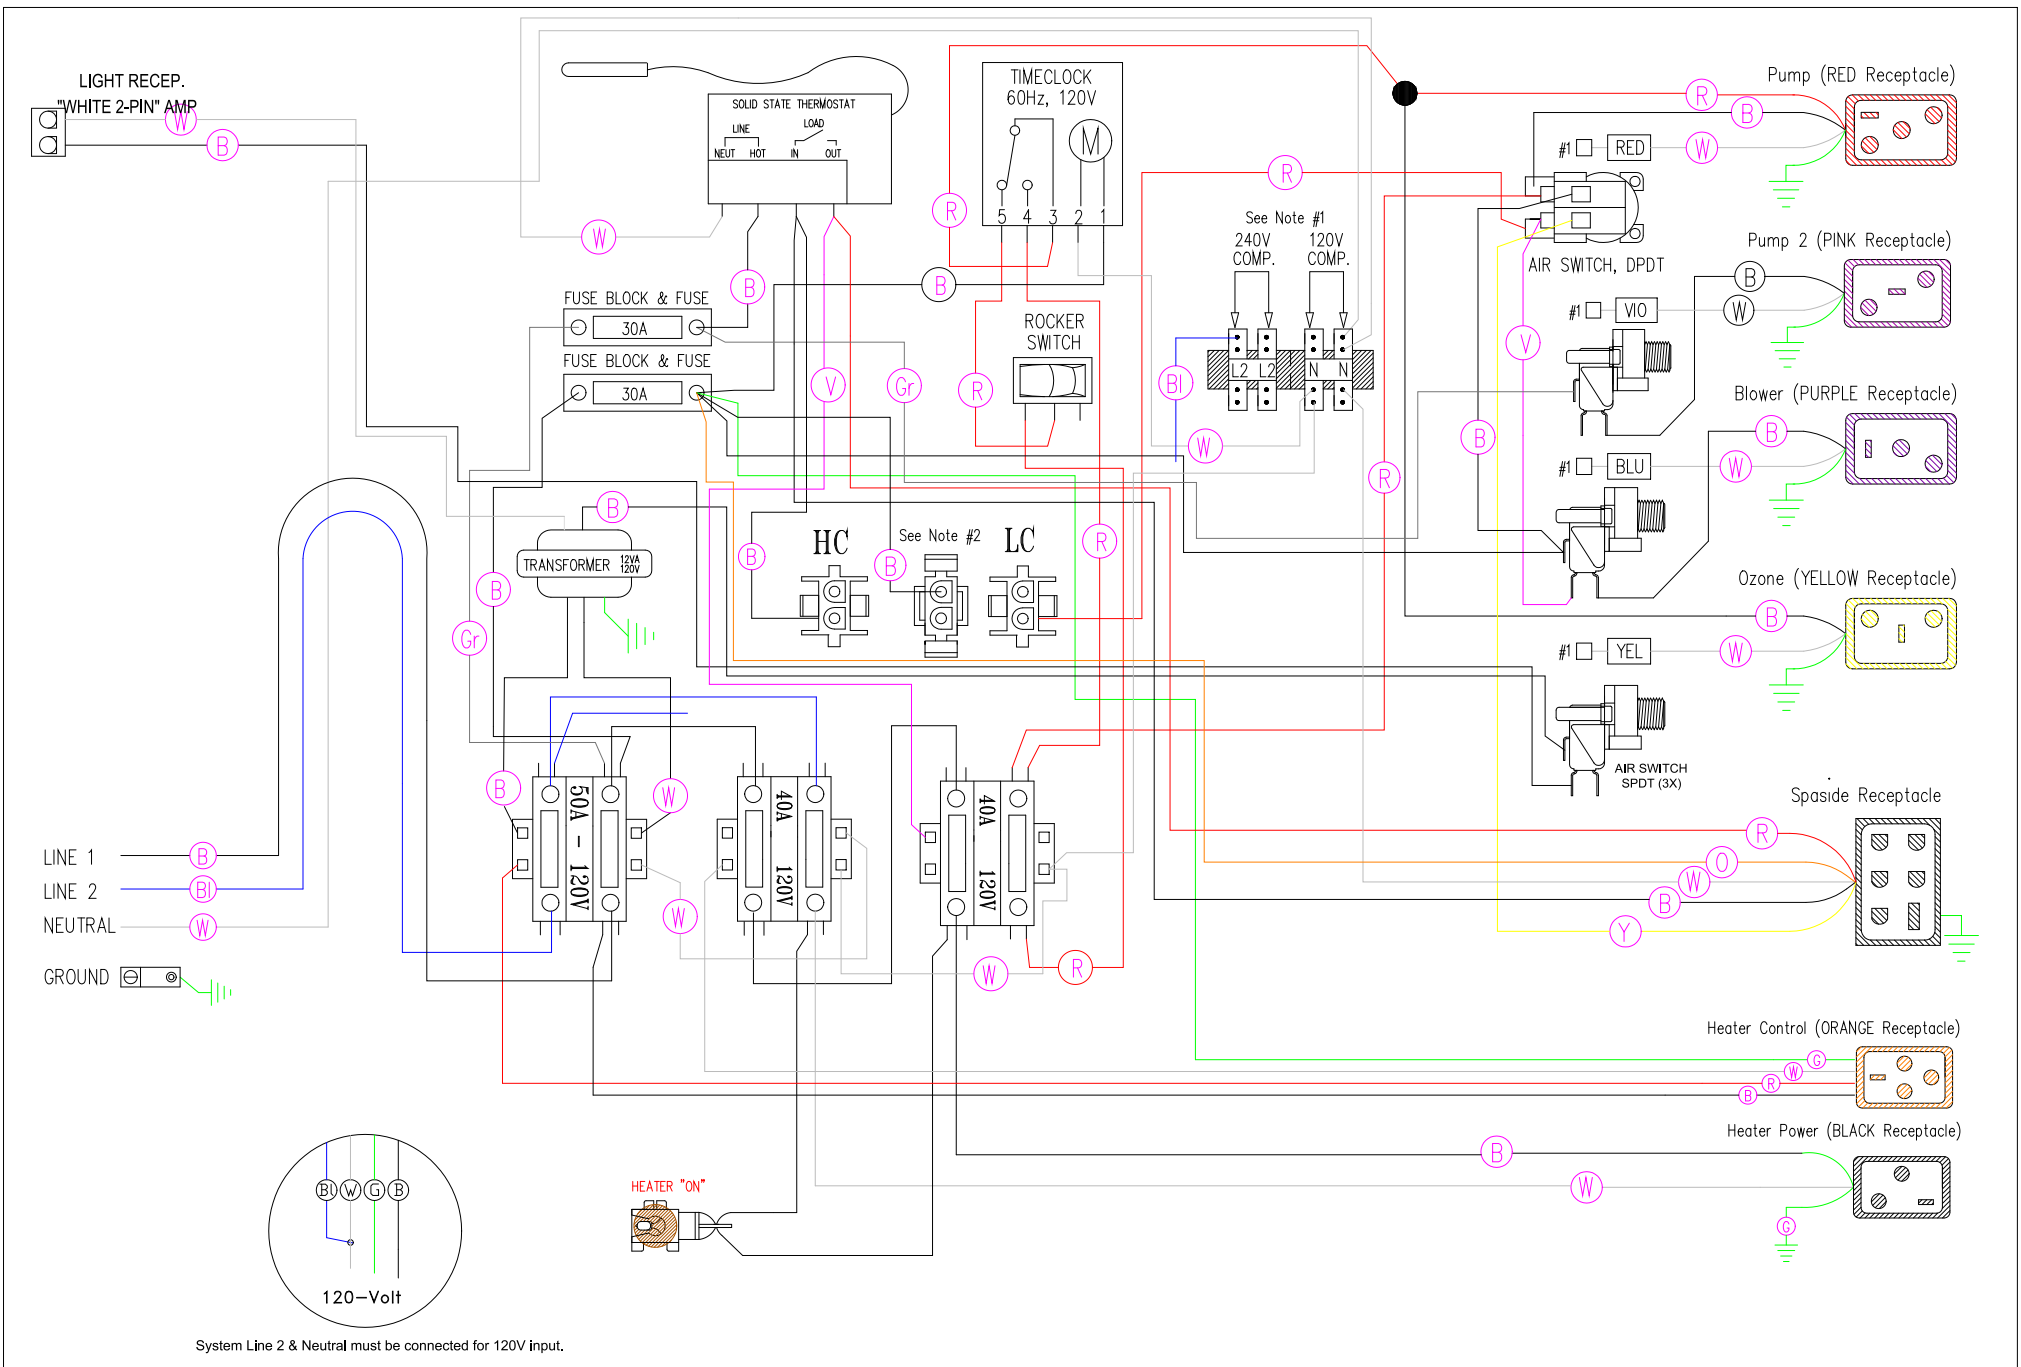 LIGHT RECEP.
"WHITE 2-PIN" AMP
W
B
SOLID STATE THERMOSTAT
LINE
LOAD
NEUT HOT IN OUT
W
B
TIMECLOCK
60Hz, 120V
M
5 4 3 2 1
R
B
FUSE BLOCK & FUSE
30A
FUSE BLOCK & FUSE
30A
V
Gr
ROCKER
SWITCH
R
R
See Note #1
240V
COMP.
120V
COMP.
L2 L2 N N
Bl
W
R
R
B
V
Pump (RED Receptacle)
R
B
#1 RED W
AIR SWITCH, DPDT
Pump 2 (PINK Receptacle)
B
#1 VIO W
Blower (PURPLE Receptacle)
B
#1 BLU W
Ozone (YELLOW Receptacle)
B
#1 YEL W
AIR SWITCH
SPDT (3X)
B
TRANSFORMER 12VA
120V
B
Gr
HC
See Note #2
LC
B
B
R
B
W
50A - 120V
40A 120V
40A 120V
W
W
R
LINE 1 B
LINE 2 Bl
NEUTRAL W
GROUND
Spaside Receptacle
R
O
W
B
Y
Heater Control (ORANGE Receptacle)
G
W
R
B
Heater Power (BLACK Receptacle)
B
W
G
HEATER "ON"
Bl W G B
120-Volt
System Line 2 & Neutral must be connected for 120V input.